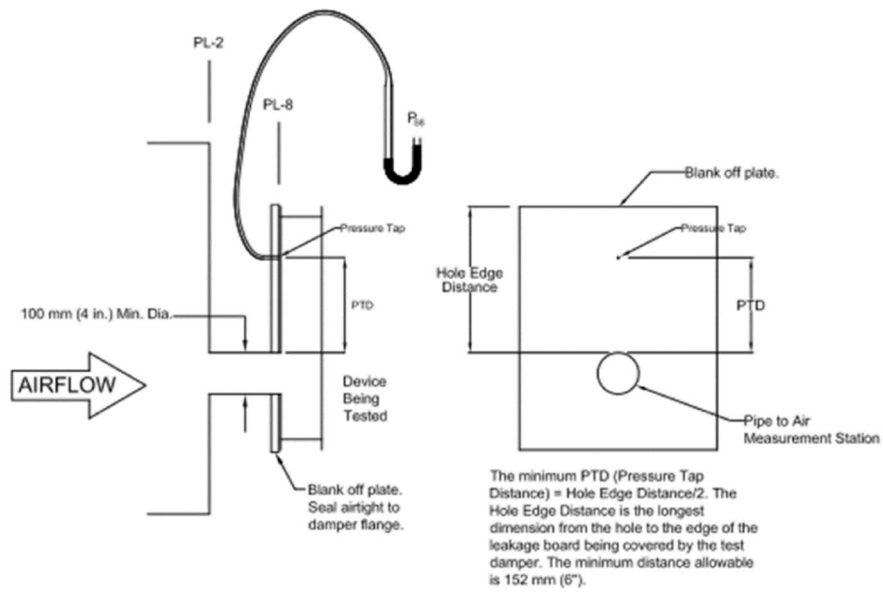 PL-2
PL-8
Pressure Tap
PTD
100 mm (4 in.) Min. Dia.
AIRFLOW
Device
Being
Tested
Blank off plate.
Seal airtight to
damper flange.
Blank off plate.
Pressure Tap
Hole Edge
Distance
PTD
Pipe to Air
Measurement Station
The minimum PTD (Pressure Tap
Distance) = Hole Edge Distance/2. The
Hole Edge Distance is the longest
dimension from the hole to the edge of the
leakage board being covered by the test
damper. The minimum distance allowable
is 152 mm (6").